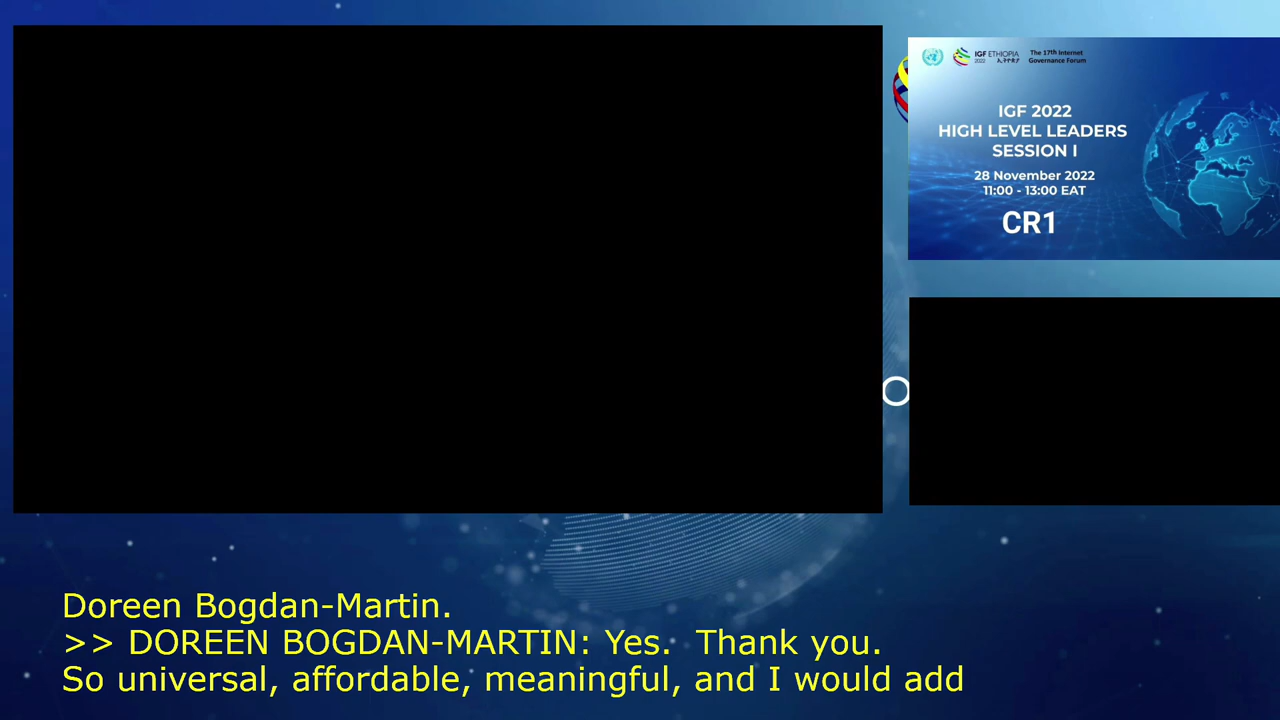 IGF ETHIOPIA
2022 ኢትዮጵያ
The 17th Internet
Governance Forum
IGF 2022
HIGH LEVEL LEADERS
SESSION I
28 November 2022
11:00 - 13:00 EAT
CR1
Doreen Bogdan-Martin.
>> DOREEN BOGDAN-MARTIN: Yes.  Thank you.
So universal, affordable, meaningful, and I would add